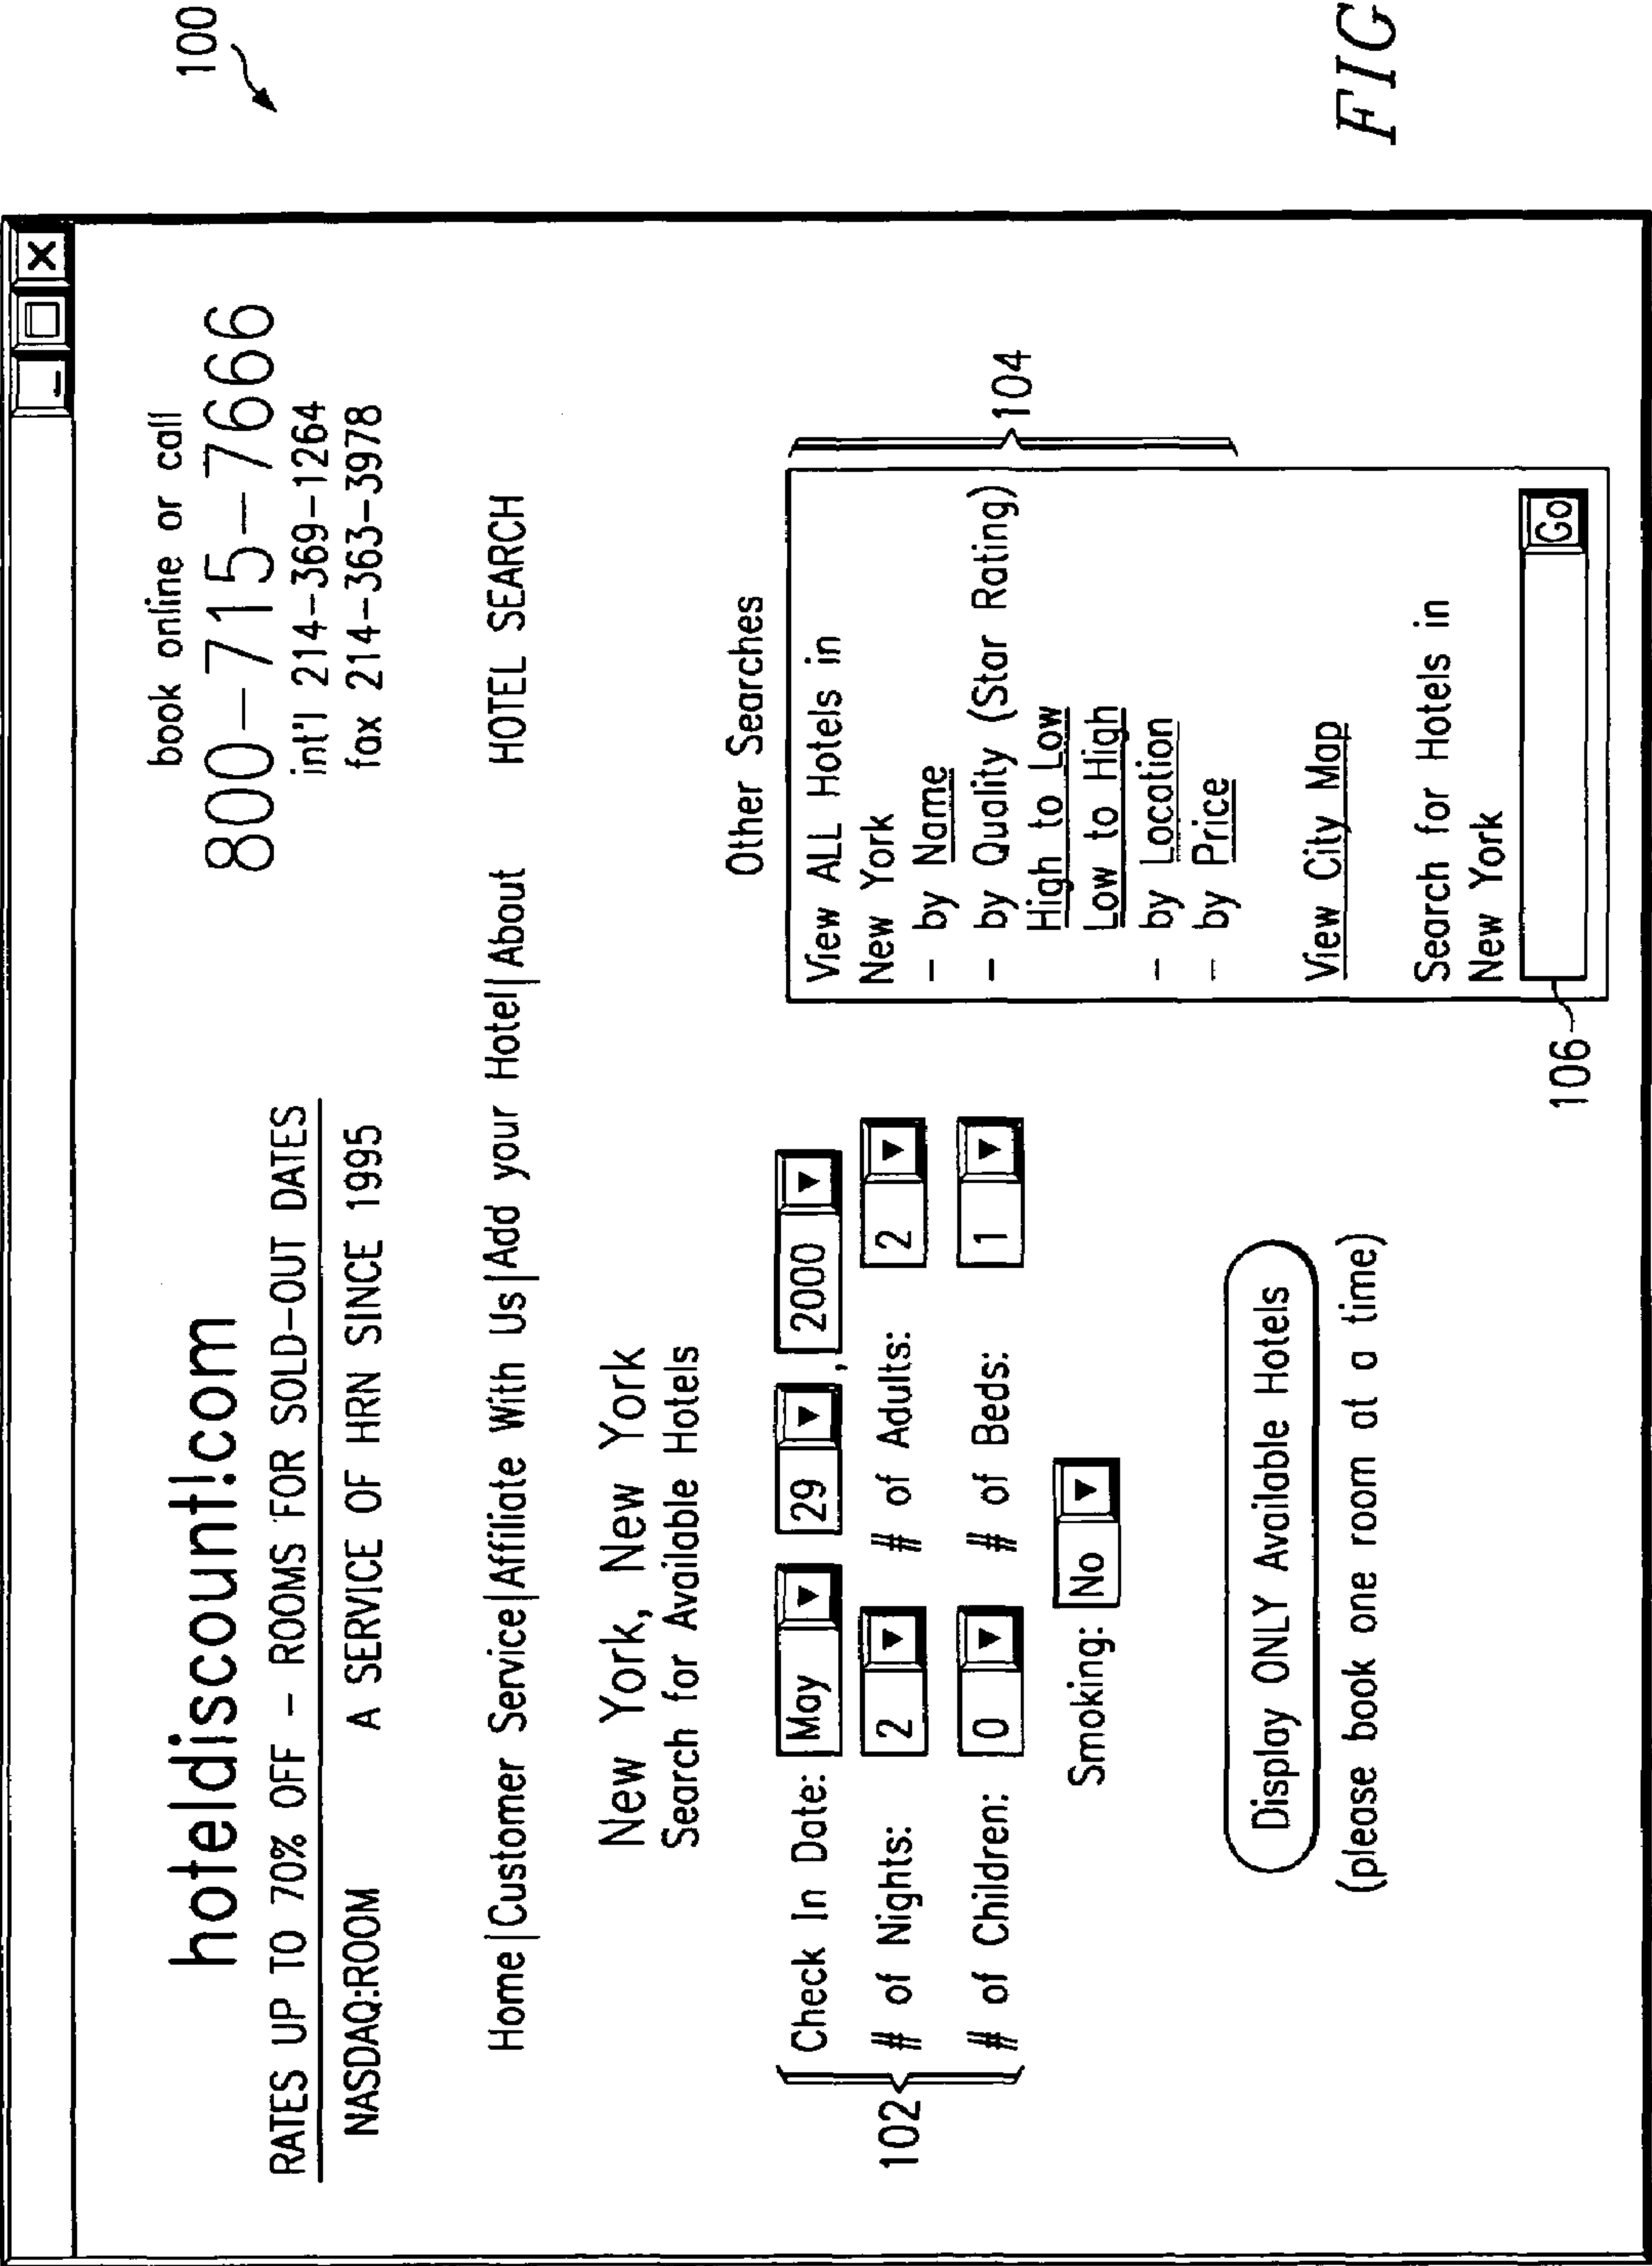 100
hoteldiscount!com
RATES UP TO 70% OFF – ROOMS FOR SOLD–OUT DATES
NASDAQ:ROOM A SERVICE OF HRN SINCE 1995
book online or call
800–715–7666
int'l 214–369–1264
fax 214–363–3978
Home|Customer Service|Affiliate With Us|Add your Hotel|About HOTEL SEARCH
New York, New York
Search for Available Hotels
Check In Date: May 29, 2000
# of Nights: 2 # of Adults: 2
# of Children: 0 # of Beds: 1
Smoking: No
102
Display ONLY Available Hotels
(please book one room at a time)
Other Searches
View ALL Hotels in
New York
– by Name
– by Quality (Star Rating)
High to Low
Low to High
– by Location
– by Price
104
View City Map
Search for Hotels in
New York
Go
106
FIG